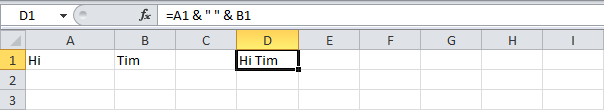 D1 fx =A1 & " " & B1
A B C D E F G H I
1 Hi Tim Hi Tim
2
3